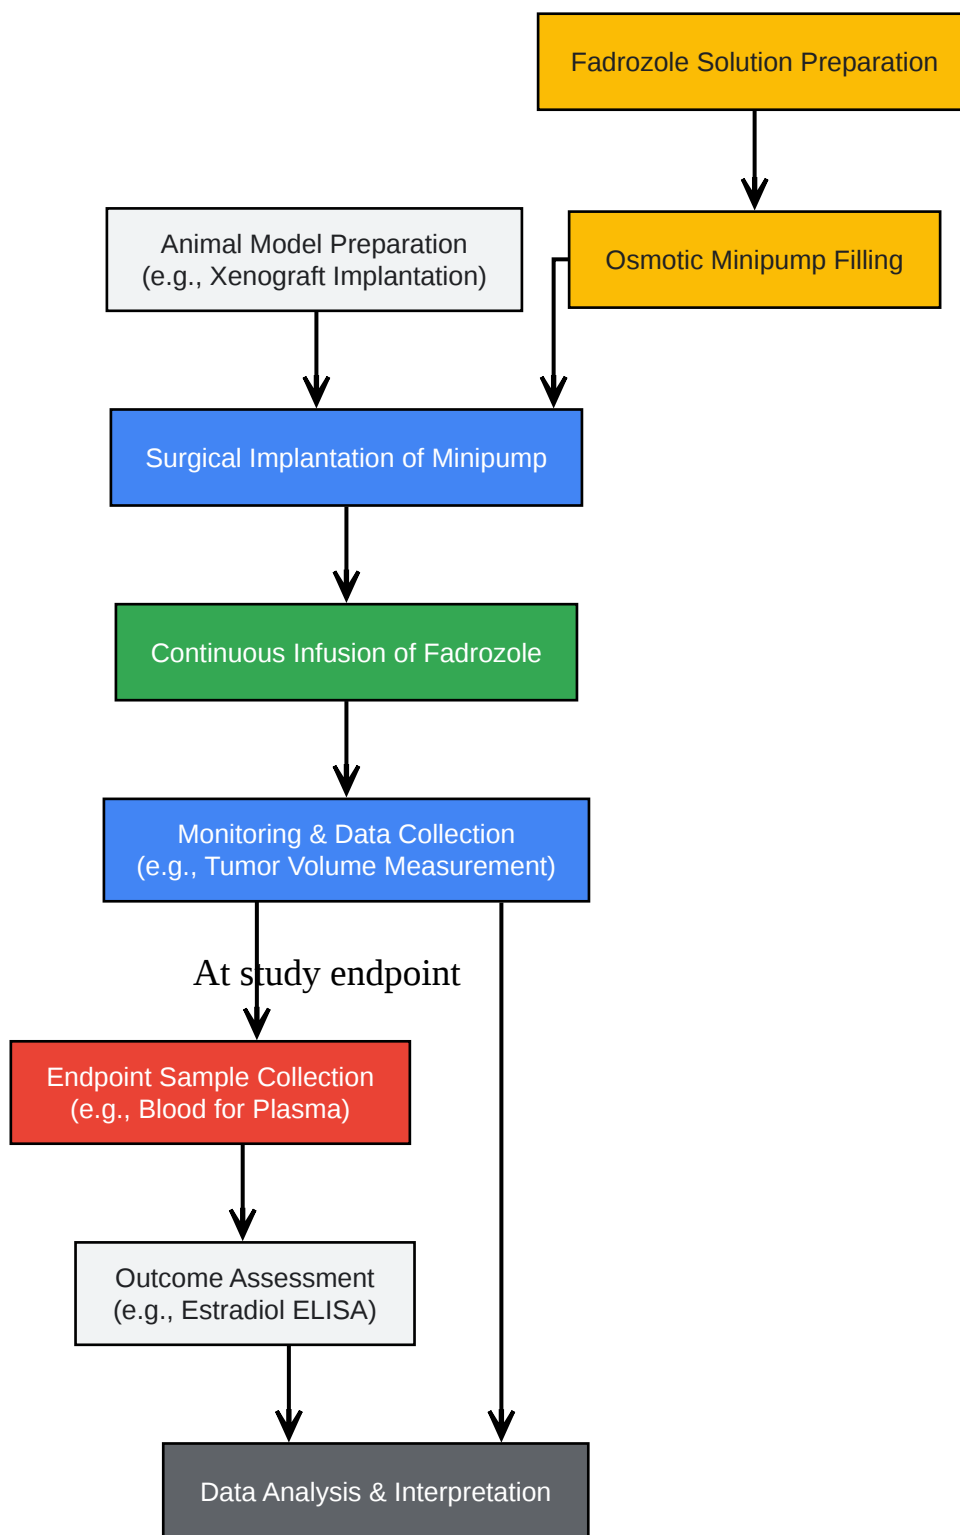 Fadrozole Solution Preparation
Osmotic Minipump Filling
Animal Model Preparation
(e.g., Xenograft Implantation)
Surgical Implantation of Minipump
Continuous Infusion of Fadrozole
Monitoring & Data Collection
(e.g., Tumor Volume Measurement)
At study endpoint
Endpoint Sample Collection
(e.g., Blood for Plasma)
Outcome Assessment
(e.g., Estradiol ELISA)
Data Analysis & Interpretation